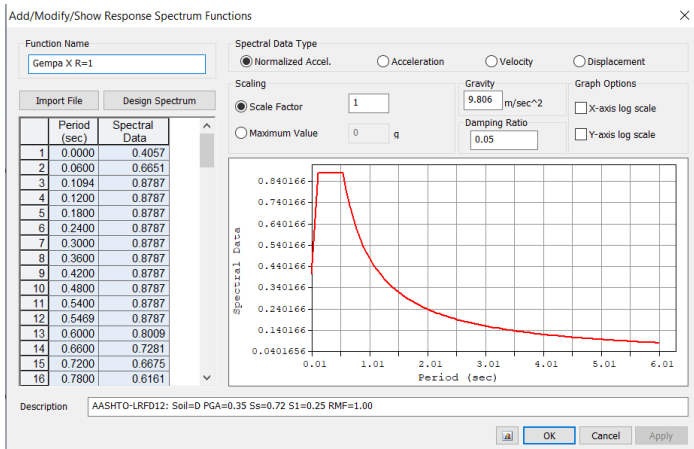 Add/Modify/Show Response Spectrum Functions
Function Name
Gempa X R=1
Import File Design Spectrum
Spectral Data Type
Normalized Accel. Acceleration Velocity Displacement
Scaling
Scale Factor 1
Maximum Value 0 g
Gravity
9.806 m/sec^2
Damping Ratio
0.05
Graph Options
X-axis log scale
Y-axis log scale
Period (sec) Spectral Data
1 0.0000 0.4057
2 0.0600 0.6651
3 0.1094 0.8787
4 0.1200 0.8787
5 0.1800 0.8787
6 0.2400 0.8787
7 0.3000 0.8787
8 0.3600 0.8787
9 0.4200 0.8787
10 0.4800 0.8787
11 0.5400 0.8787
12 0.5469 0.8787
13 0.6000 0.8009
14 0.6600 0.7281
15 0.7200 0.6675
16 0.7800 0.6161
Spectral Data
0.840166
0.740166
0.640166
0.540166
0.440166
0.340166
0.240166
0.140166
0.0401656
0.01 1.01 2.01 3.01 4.01 5.01 6.01
Period (sec)
Description AASHTO-LRFD12: Soil=D PGA=0.35 Ss=0.72 S1=0.25 RMF=1.00
OK Cancel Apply